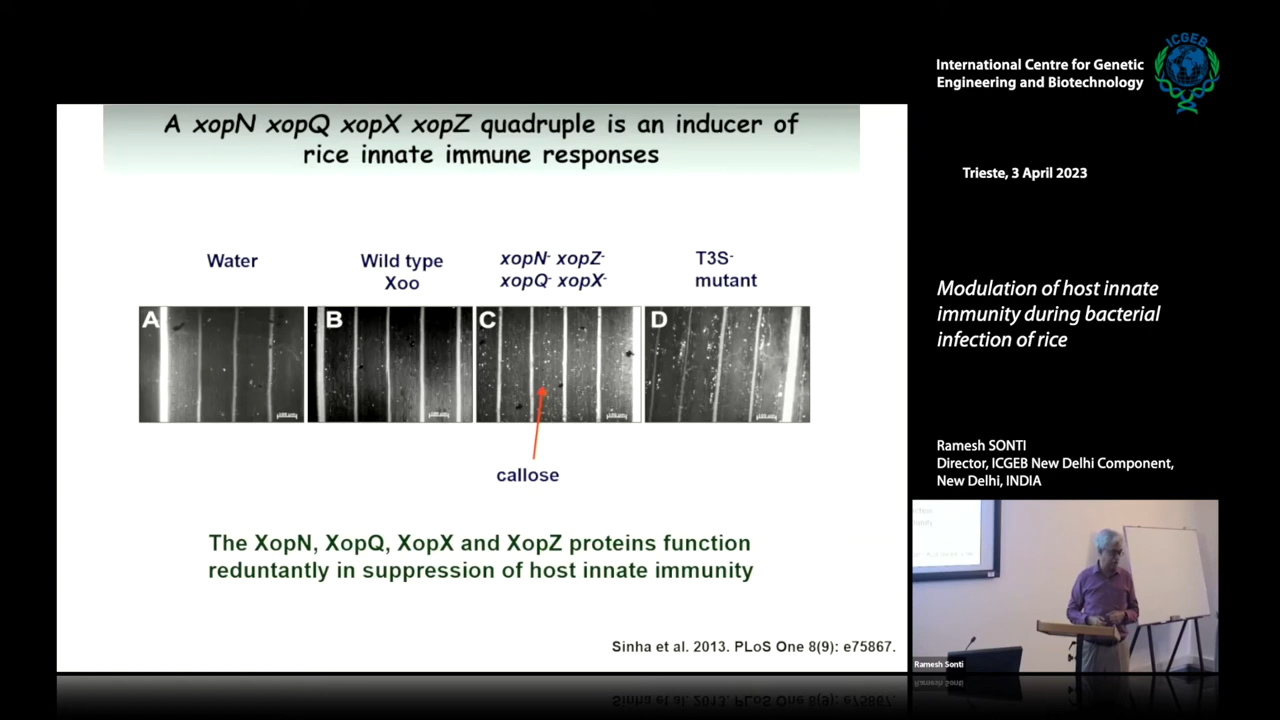 A xopN xopQ xopX xopZ quadruple is an inducer of
rice innate immune responses
Water
Wild type
Xoo
xopN- xopZ-
xopQ- xopX-
T3S-
mutant
A
B
C
D
callose
The XopN, XopQ, XopX and XopZ proteins function
reduntantly in suppression of host innate immunity
Sinha et al. 2013. PLoS One 8(9): e75867.
ICGEB
International Centre for Genetic
Engineering and Biotechnology
Trieste, 3 April 2023
Modulation of host innate
immunity during bacterial
infection of rice
Ramesh SONTI
Director, ICGEB New Delhi Component,
New Delhi, INDIA
Ramesh Sonti